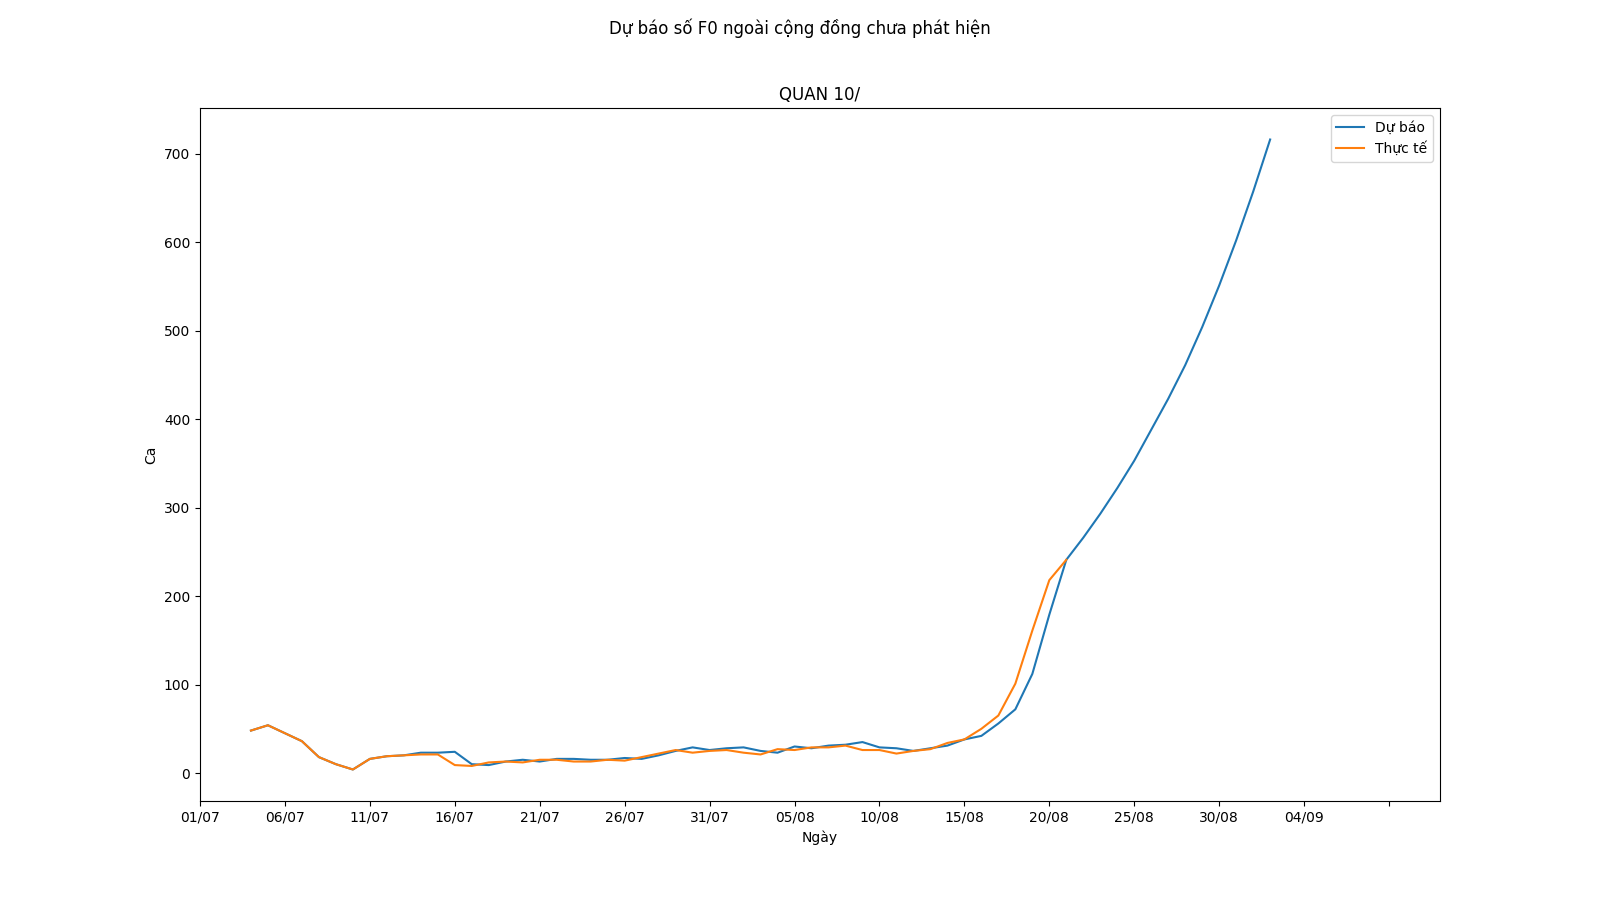 Dự báo số F0 ngoài cộng đồng chưa phát hiện
QUAN 10/
Dự báo
Thực tế
700
600
500
400
300
200
100
0
Ca
01/07 06/07 11/07 16/07 21/07 26/07 31/07 05/08 10/08 15/08 20/08 25/08 30/08 04/09
Ngày